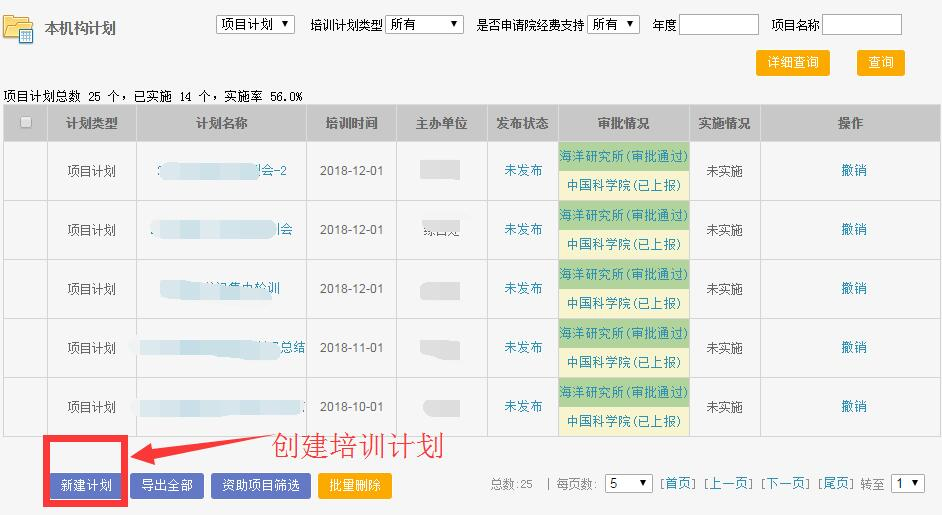 本机构计划 项目计划 培训计划类型 所有 是否申请院经费支持 所有 年度 项目名称
详细查询 查询
项目计划总数 25 个，已实施 14 个，实施率 56.0%
计划类型 计划名称 培训时间 主办单位 发布状态 审批情况 实施情况 操作
项目计划 会-2 2018-12-01 未发布 海洋研究所(审批通过) 未实施 撤销
中国科学院(已上报)
项目计划 会 2018-12-01 未发布 海洋研究所(审批通过) 未实施 撤销
中国科学院(已上报)
项目计划 训 2018-12-01 未发布 海洋研究所(审批通过) 未实施 撤销
中国科学院(已上报)
项目计划 总结 2018-11-01 未发布 海洋研究所(审批通过) 未实施 撤销
中国科学院(已上报)
项目计划 2018-10-01 未发布 海洋研究所(审批通过) 未实施 撤销
中国科学院(已上报)
创建培训计划
新建计划 导出全部 资助项目筛选 批量删除 总数:25 | 每页数: 5 [首页] [上一页] [下一页] [尾页] 转至 1